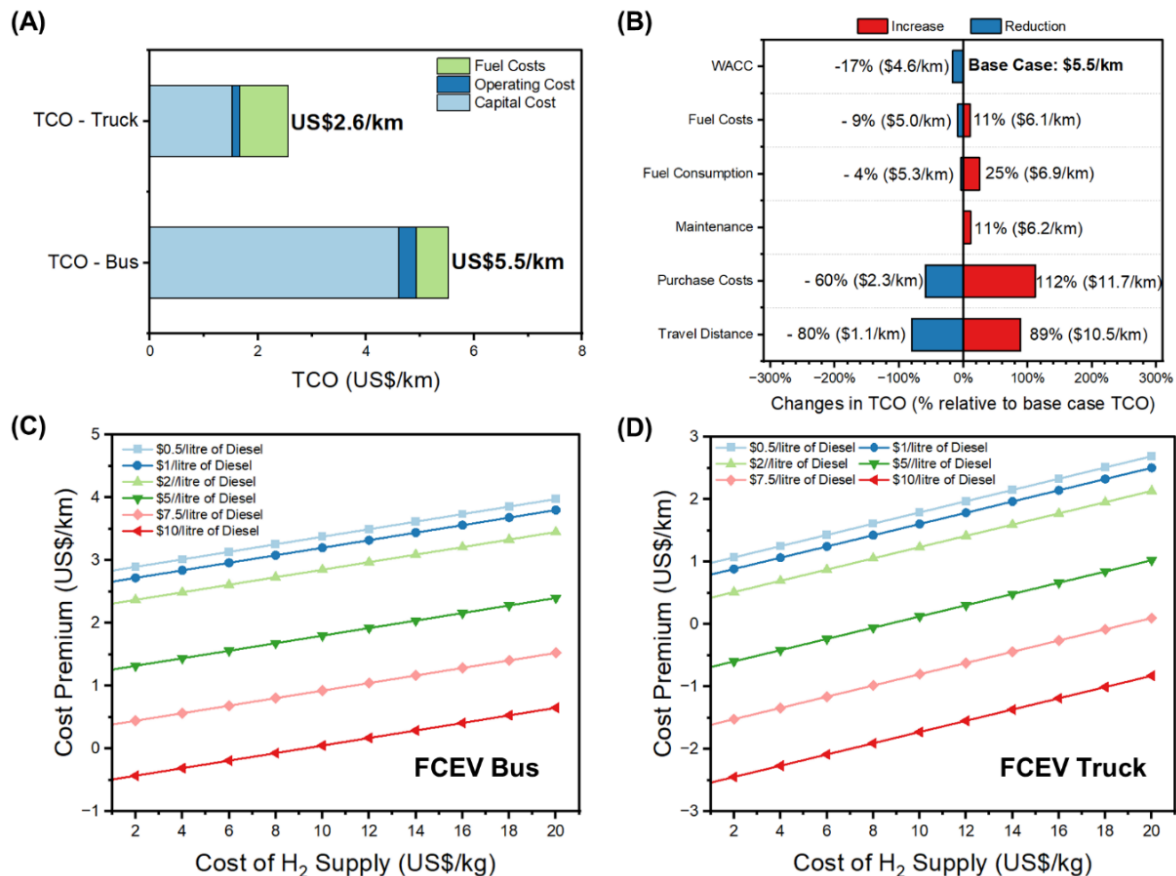 (A)
Fuel Costs
Operating Cost
Capital Cost
TCO - Truck
US$2.6/km
TCO - Bus
US$5.5/km
0 2 4 6 8
TCO (US$/km)
(B)
Increase Reduction
WACC -17% ($4.6/km) Base Case: $5.5/km
Fuel Costs - 9% ($5.0/km) 11% ($6.1/km)
Fuel Consumption - 4% ($5.3/km) 25% ($6.9/km)
Maintenance 11% ($6.2/km)
Purchase Costs - 60% ($2.3/km) 112% ($11.7/km)
Travel Distance - 80% ($1.1/km) 89% ($10.5/km)
−300% −200% −100% 0% 100% 200% 300%
Changes in TCO (% relative to base case TCO)
(C)
$0.5/litre of Diesel
$1/litre of Diesel
$2//litre of Diesel
$5//litre of Diesel
$7.5/litre of Diesel
$10/litre of Diesel
5
4
3
2
1
0
−1
Cost Premium (US$/km)
FCEV Bus
2 4 6 8 10 12 14 16 18 20
Cost of H₂ Supply (US$/kg)
(D)
$0.5/litre of Diesel $1/litre of Diesel
$2//litre of Diesel $5//litre of Diesel
$7.5/litre of Diesel $10/litre of Diesel
3
2
1
0
−1
−2
−3
Cost Premium (US$/km)
FCEV Truck
2 4 6 8 10 12 14 16 18 20
Cost of H₂ Supply (US$/kg)